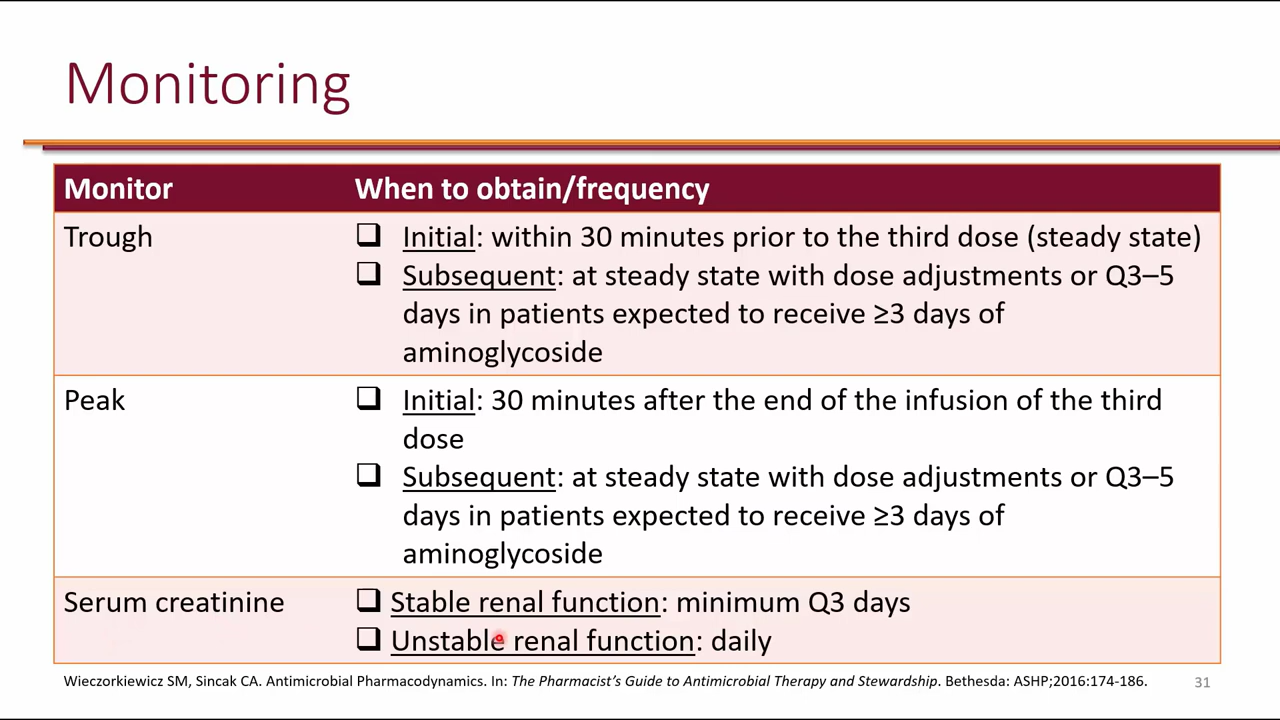 Monitoring
Monitor When to obtain/frequency
Trough ❑ Initial: within 30 minutes prior to the third dose (steady state)
❑ Subsequent: at steady state with dose adjustments or Q3–5
days in patients expected to receive ≥3 days of
aminoglycoside
Peak ❑ Initial: 30 minutes after the end of the infusion of the third
dose
❑ Subsequent: at steady state with dose adjustments or Q3–5
days in patients expected to receive ≥3 days of
aminoglycoside
Serum creatinine ❑ Stable renal function: minimum Q3 days
❑ Unstable renal function: daily
Wieczorkiewicz SM, Sincak CA. Antimicrobial Pharmacodynamics. In: The Pharmacist’s Guide to Antimicrobial Therapy and Stewardship. Bethesda: ASHP;2016:174-186. 31